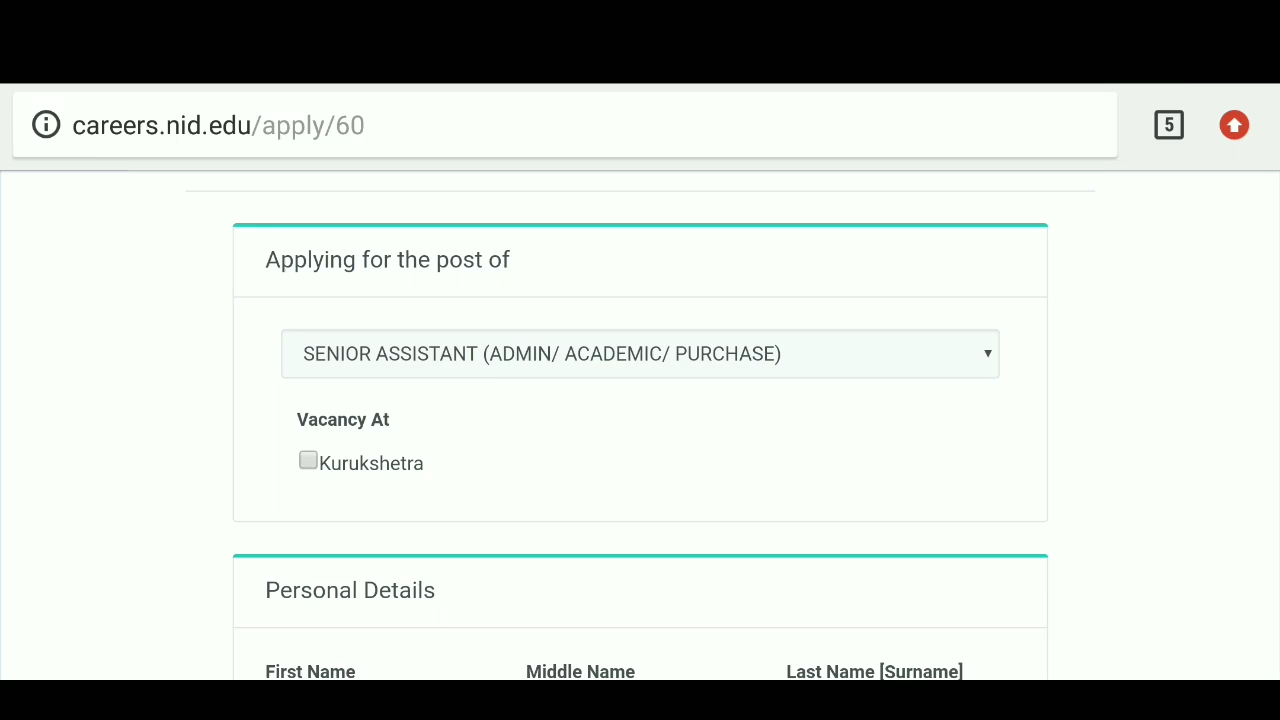 careers.nid.edu/apply/60
5
Applying for the post of
SENIOR ASSISTANT (ADMIN/ ACADEMIC/ PURCHASE)
Vacancy At
Kurukshetra
Personal Details
First Name Middle Name Last Name [Surname]